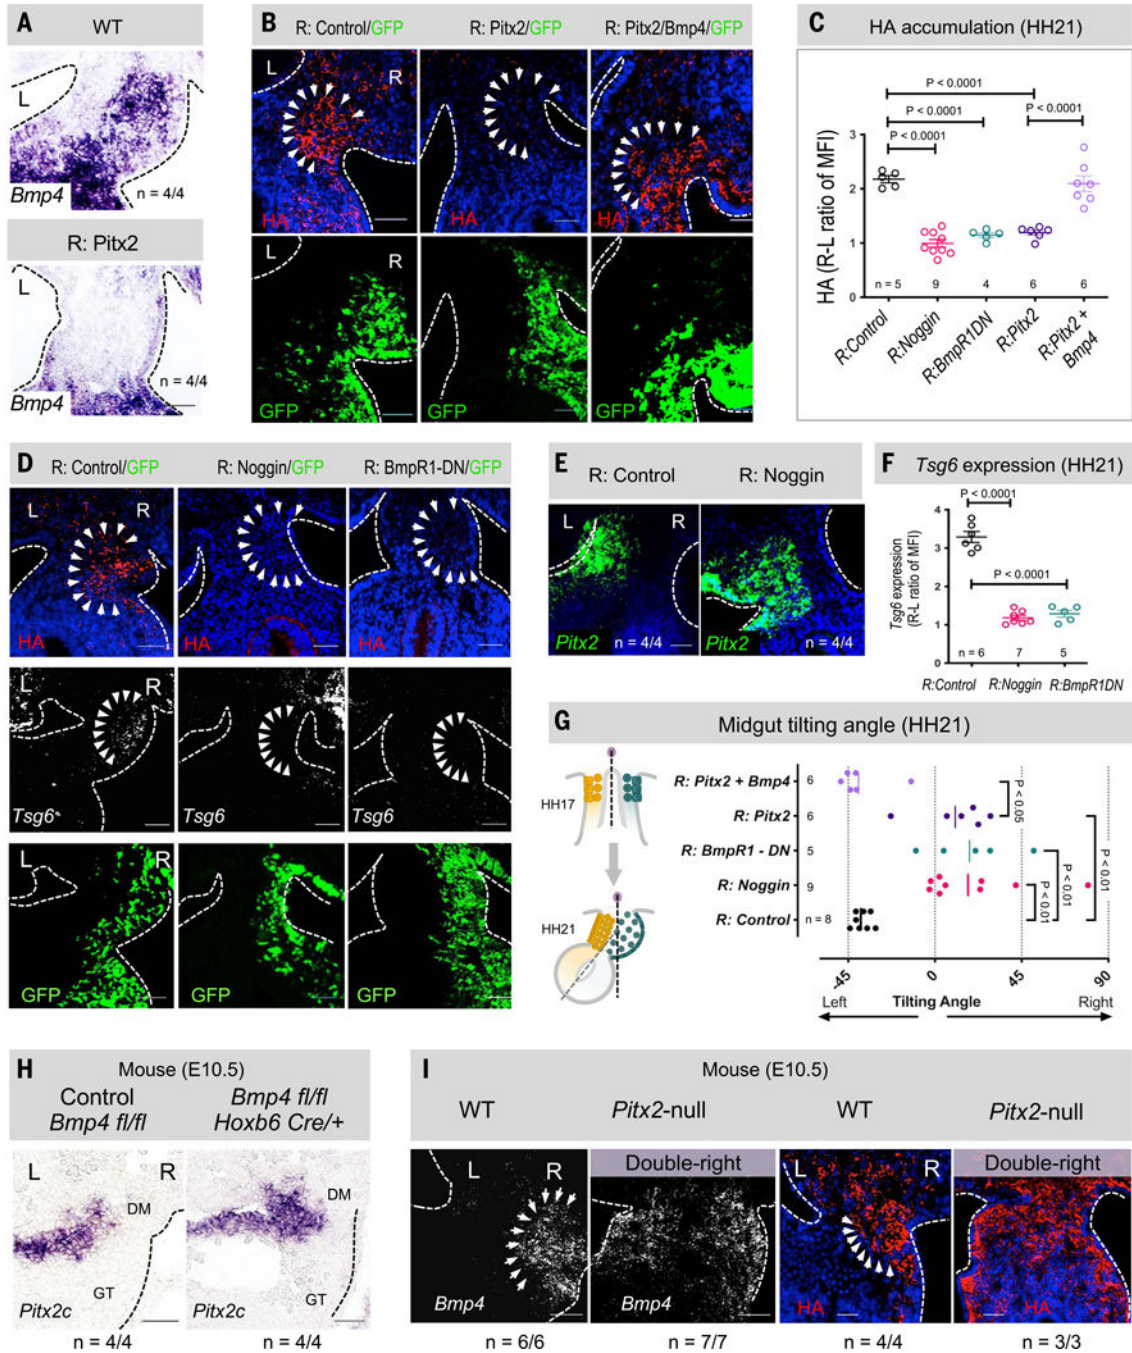 A
WT
L
Bmp4
n = 4/4
R: Pitx2
L
n = 4/4
Bmp4
B
R: Control/GFP
R: Pitx2/GFP
R: Pitx2/Bmp4/GFP
L
R
HA
HA
HA
L
R
GFP
GFP
GFP
C
HA accumulation (HH21)
P < 0.0001
P < 0.0001
P < 0.0001
P < 0.0001
HA (R-L ratio of MFI)
3
2
1
0
n = 5
9
4
6
6
R:Control
R:Noggin
R:BmpR1DN
R:Pitx2
R:Pitx2 +
Bmp4
D
R: Control/GFP
R: Noggin/GFP
R: BmpR1-DN/GFP
L
R
HA
HA
HA
L
R
Tsg6
Tsg6
Tsg6
L
R
GFP
GFP
GFP
E
R: Control
R: Noggin
L
R
Pitx2
n = 4/4
Pitx2
n = 4/4
F
Tsg6 expression (HH21)
P < 0.0001
P < 0.0001
Tsg6 expression
(R-L ratio of MFI)
4
3
2
1
0
n = 6
7
5
R:Control
R:Noggin
R:BmpR1DN
G
Midgut tilting angle (HH21)
HH17
HH21
R: Pitx2 + Bmp4
6
R: Pitx2
6
R: BmpR1 - DN
5
R: Noggin
9
R: Control
n = 8
P < 0.05
P < 0.01
P < 0.01
P < 0.01
-45
0
45
90
Left
Tilting Angle
Right
H
Mouse (E10.5)
Control
Bmp4 fl/fl
Bmp4 fl/fl
Hoxb6 Cre/+
L
R
DM
GT
Pitx2c
DM
GT
Pitx2c
n = 4/4
n = 4/4
I
Mouse (E10.5)
WT
Pitx2-null
WT
Pitx2-null
L
R
Double-right
L
R
Double-right
Bmp4
Bmp4
HA
HA
n = 6/6
n = 7/7
n = 4/4
n = 3/3